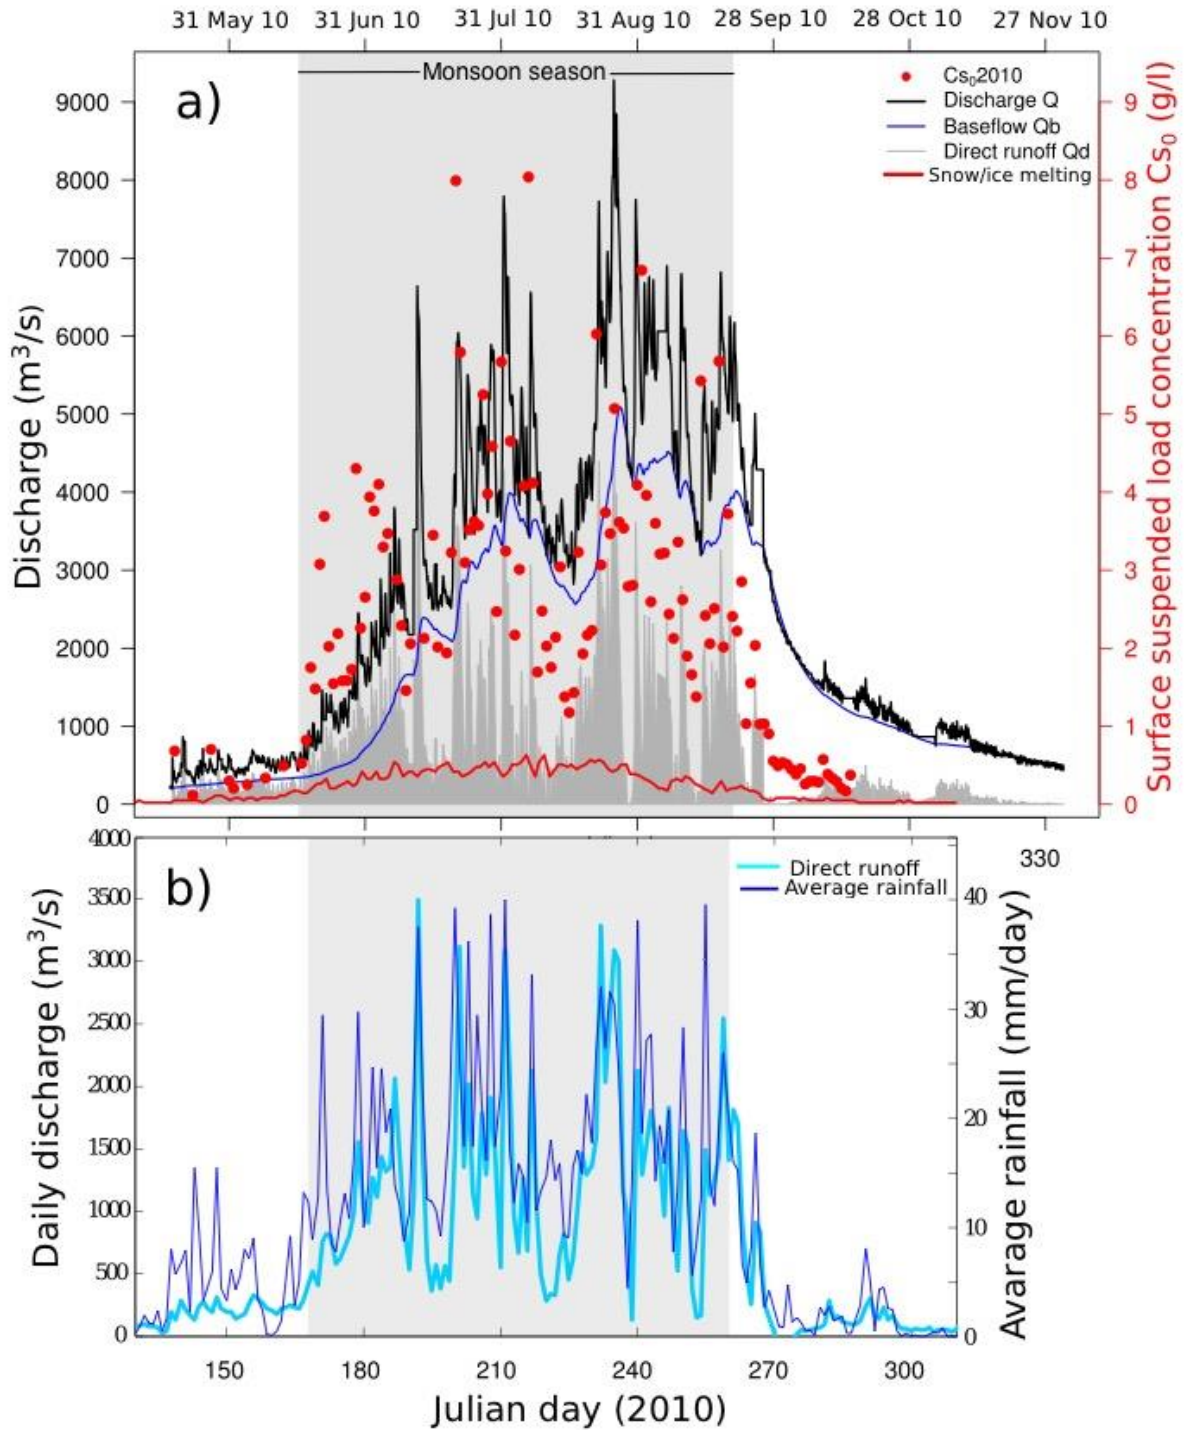 31 May 10 31 Jun 10 31 Jul 10 31 Aug 10 28 Sep 10 28 Oct 10 27 Nov 10
a)
Monsoon season
Cs₀2010
Discharge Q
Baseflow Qb
Direct runoff Qd
Snow/ice melting
Discharge (m³/s)
9000
8000
7000
6000
5000
4000
3000
2000
1000
0
9
8
7
6
5
4
3
2
1
0
Surface suspended load concentration Cs₀ (g/l)
b)
Direct runoff
Average rainfall
330
Daily discharge (m³/s)
4000
3500
3000
2500
2000
1500
1000
500
0
40
30
20
10
0
Avarage rainfall (mm/day)
150 180 210 240 270 300
Julian day (2010)